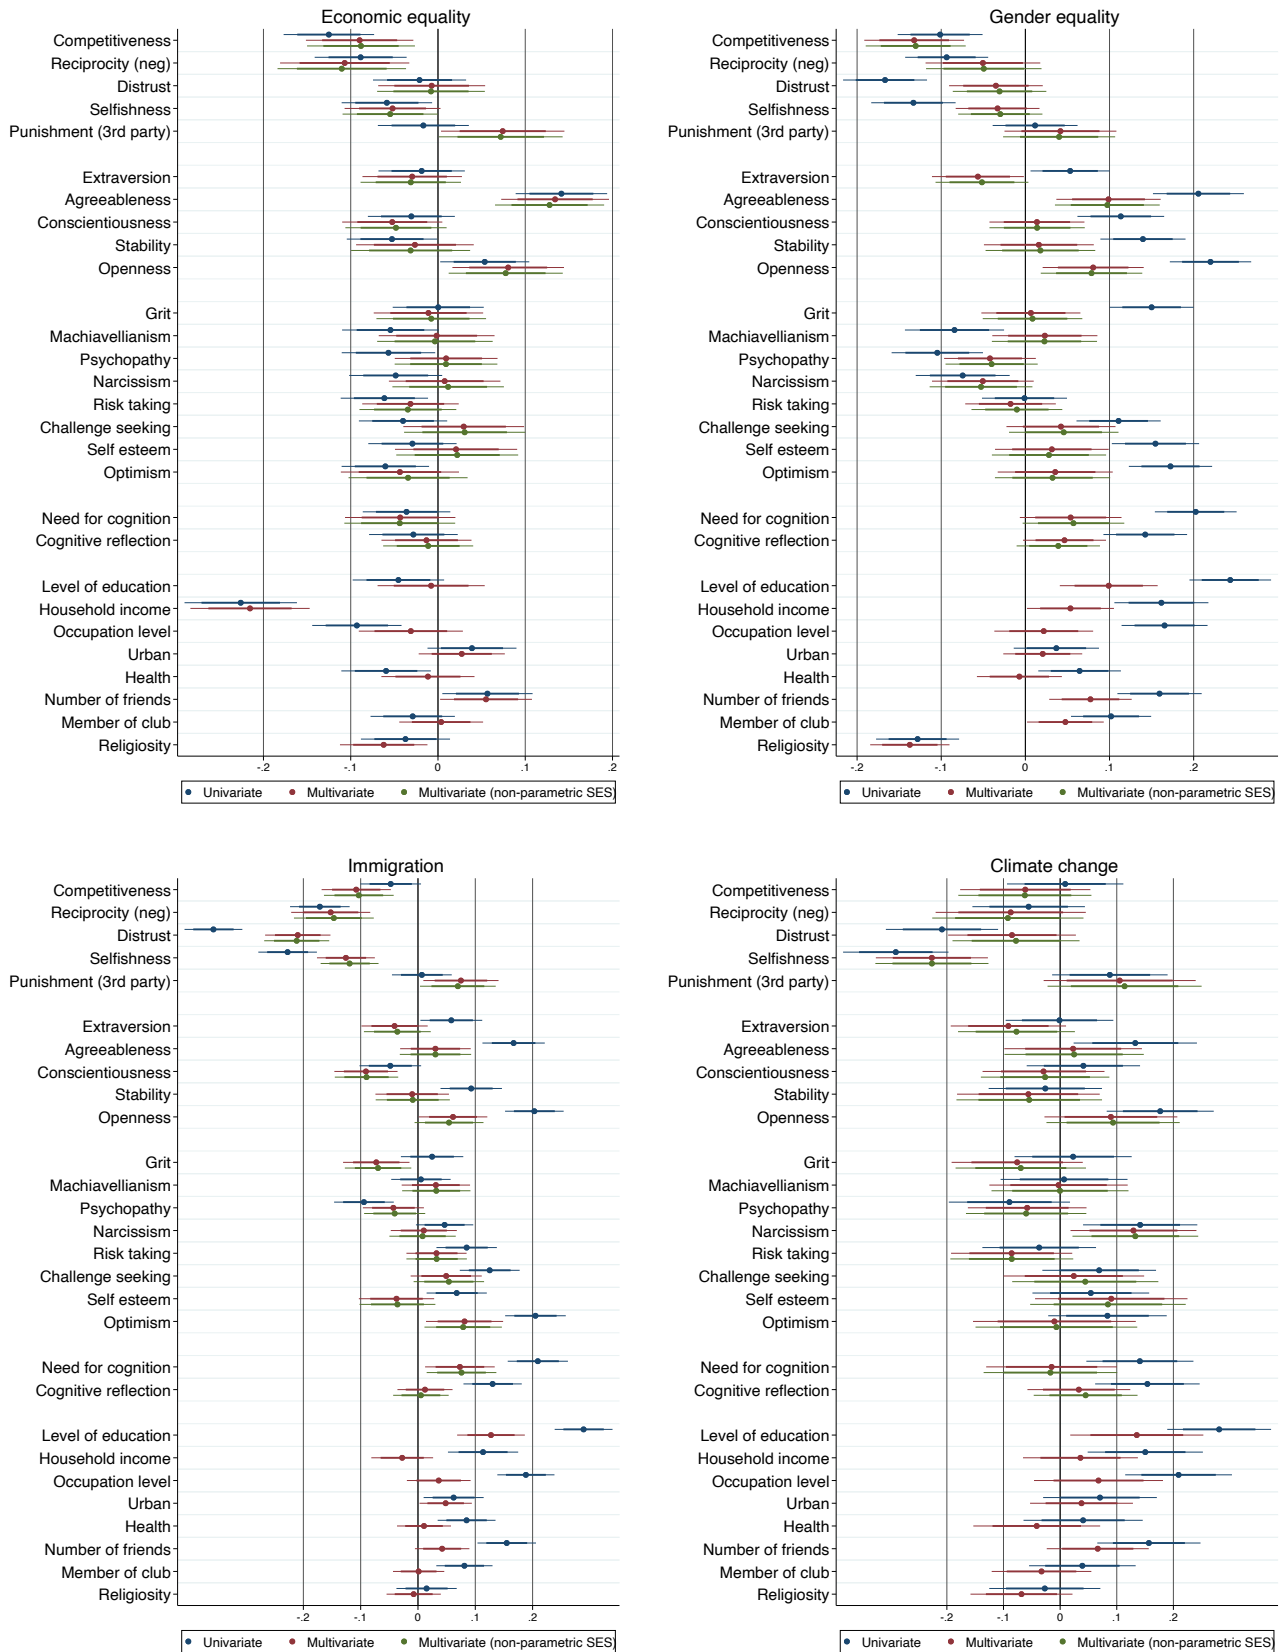 Economic equality
Competitiveness
Reciprocity (neg)
Distrust
Selfishness
Punishment (3rd party)
Extraversion
Agreeableness
Conscientiousness
Stability
Openness
Grit
Machiavellianism
Psychopathy
Narcissism
Risk taking
Challenge seeking
Self esteem
Optimism
Need for cognition
Cognitive reflection
Level of education
Household income
Occupation level
Urban
Health
Number of friends
Member of club
Religiosity
-.2 -.1 0 .1 .2
Univariate Multivariate Multivariate (non-parametric SES)
Gender equality
Competitiveness
Reciprocity (neg)
Distrust
Selfishness
Punishment (3rd party)
Extraversion
Agreeableness
Conscientiousness
Stability
Openness
Grit
Machiavellianism
Psychopathy
Narcissism
Risk taking
Challenge seeking
Self esteem
Optimism
Need for cognition
Cognitive reflection
Level of education
Household income
Occupation level
Urban
Health
Number of friends
Member of club
Religiosity
-.2 -.1 0 .1 .2
Univariate Multivariate Multivariate (non-parametric SES)
Immigration
Competitiveness
Reciprocity (neg)
Distrust
Selfishness
Punishment (3rd party)
Extraversion
Agreeableness
Conscientiousness
Stability
Openness
Grit
Machiavellianism
Psychopathy
Narcissism
Risk taking
Challenge seeking
Self esteem
Optimism
Need for cognition
Cognitive reflection
Level of education
Household income
Occupation level
Urban
Health
Number of friends
Member of club
Religiosity
-.2 -.1 0 .1 .2
Univariate Multivariate Multivariate (non-parametric SES)
Climate change
Competitiveness
Reciprocity (neg)
Distrust
Selfishness
Punishment (3rd party)
Extraversion
Agreeableness
Conscientiousness
Stability
Openness
Grit
Machiavellianism
Psychopathy
Narcissism
Risk taking
Challenge seeking
Self esteem
Optimism
Need for cognition
Cognitive reflection
Level of education
Household income
Occupation level
Urban
Health
Number of friends
Member of club
Religiosity
-.2 -.1 0 .1 .2
Univariate Multivariate Multivariate (non-parametric SES)